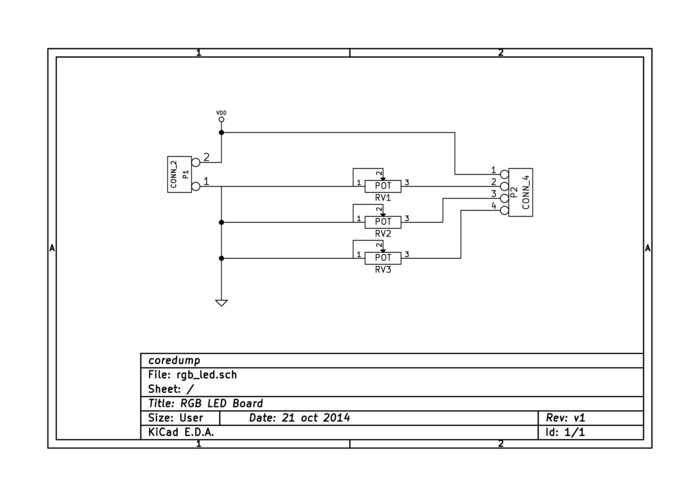 1 2
VDD
CONN_2
P1
2
1
1 2 3
POT
RV1
1 2 3
POT
RV2
1 2 3
POT
RV3
1
2
3
4
P2
CONN_4
A A
coredump
File: rgb_led.sch
Sheet: /
Title: RGB LED Board
Size: User Date: 21 oct 2014 Rev: v1
KiCad E.D.A. Id: 1/1
1 2